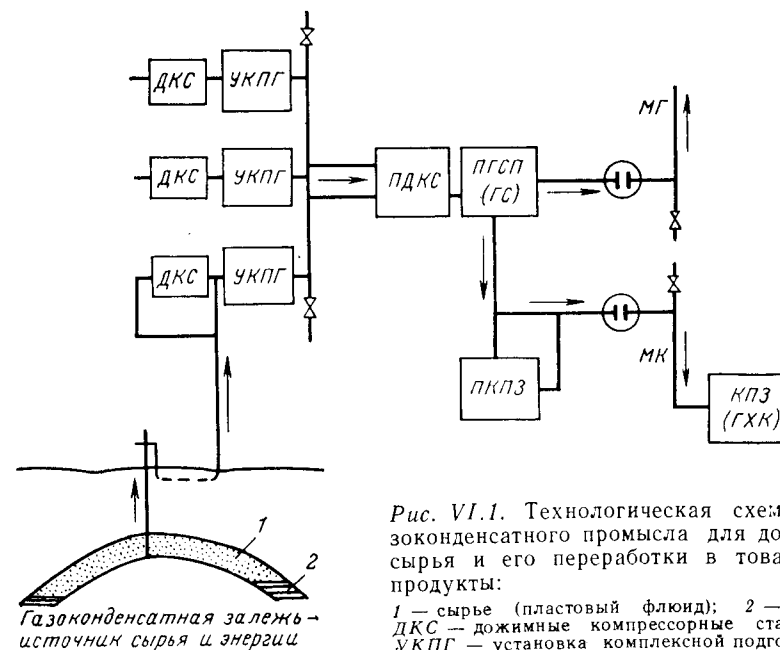 ДКС
УКПГ
МГ
ДКС
УКПГ
ПДКС
ПГСП
(ГС)
ДКС
УКПГ
МК
ПКПЗ
КПЗ
(ГХК)
1
2
Газоконденсатная залежь→
источник сырья и энергии
Рис. VI.1. Технологическая схем
зоконденсатного промысла для до
сырья и его переработки в това
продукты:
1 — сырье (пластовый флюид); 2 —
ДКС — дожимные компрессорные ста
УКПГ — установка комплексной подго